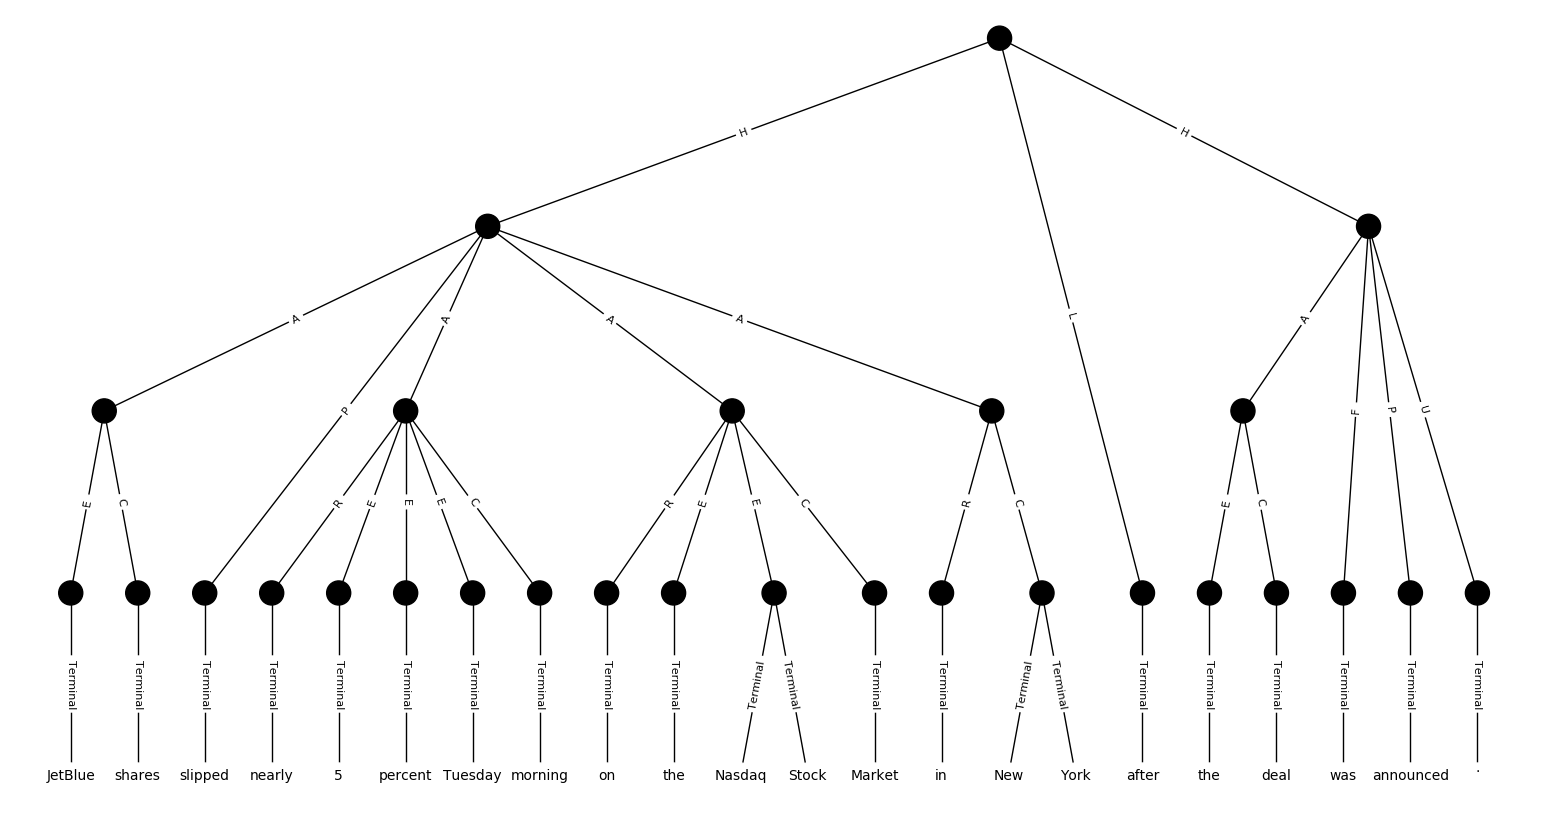 H
H
A
A
A
A
L
A
P
F
P
U
E
C
R
E
E
E
C
R
E
E
C
R
C
E
C
Terminal Terminal Terminal Terminal Terminal Terminal Terminal Terminal Terminal Terminal Terminal Terminal Terminal Terminal Terminal Terminal Terminal Terminal Terminal Terminal Terminal Terminal
JetBlue shares slipped nearly 5 percent Tuesday morning on the Nasdaq Stock Market in New York after the deal was announced .